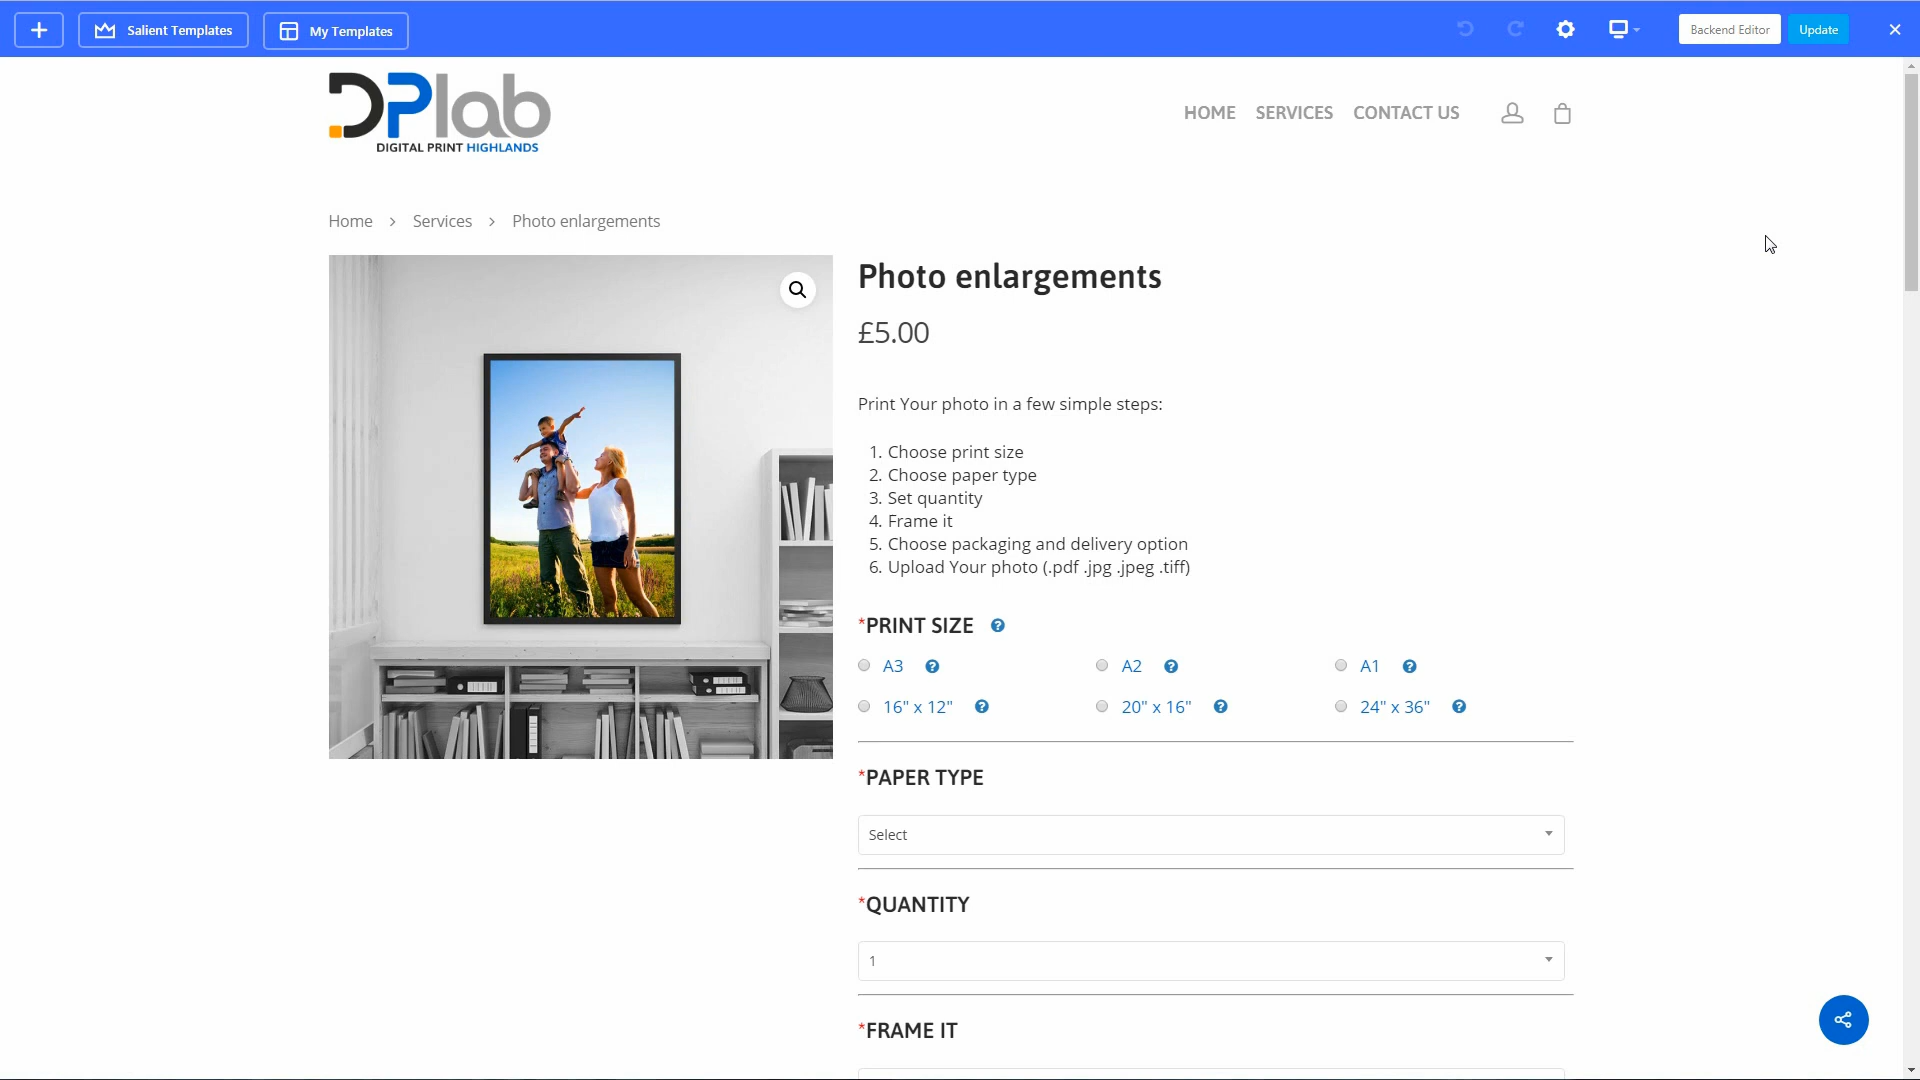 Salient Templates
My Templates
Backend Editor
Update
DPlab
DIGITAL PRINT HIGHLANDS
HOME
SERVICES
CONTACT US
Home > Services > Photo enlargements
Photo enlargements
£5.00
Print Your photo in a few simple steps:
1. Choose print size
2. Choose paper type
3. Set quantity
4. Frame it
5. Choose packaging and delivery option
6. Upload Your photo (.pdf .jpg .jpeg .tiff)
*PRINT SIZE
A3
A2
A1
16" x 12"
20" x 16"
24" x 36"
*PAPER TYPE
Select
*QUANTITY
1
*FRAME IT